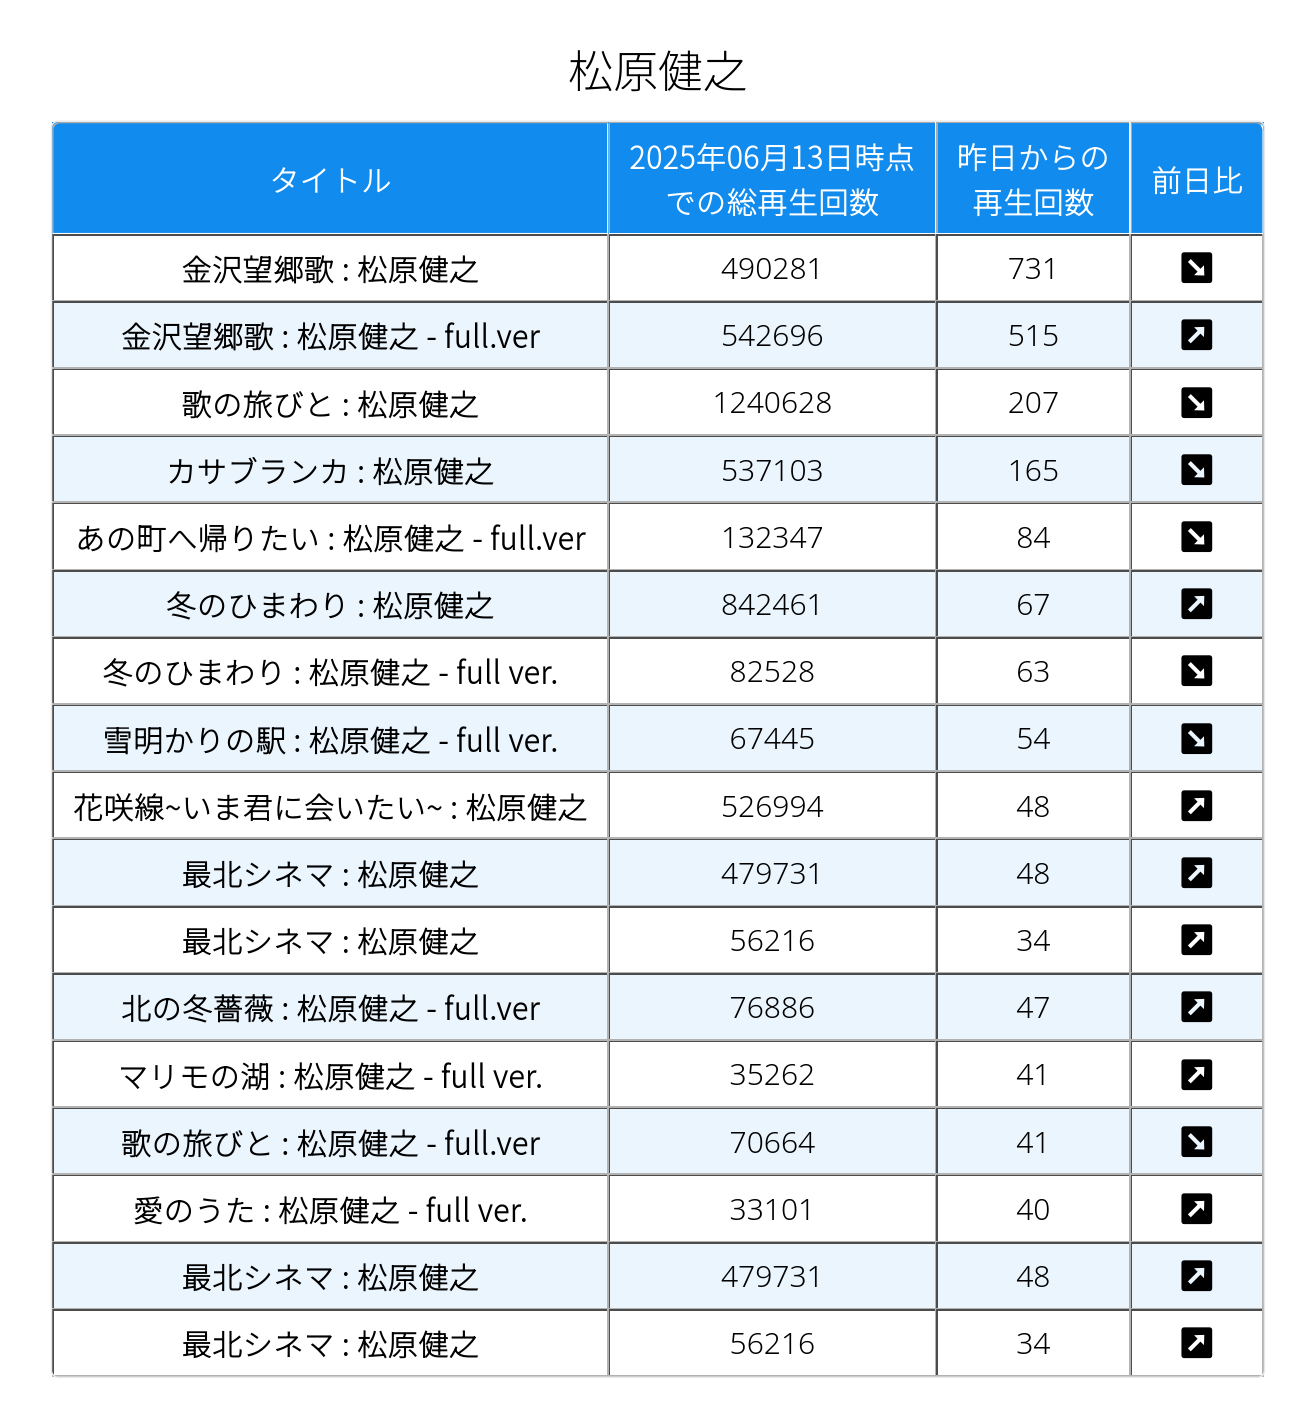 松原健之
タイトル
2025年06月13日時点
での総再生回数
昨日からの
再生回数
前日比
金沢望郷歌 : 松原健之 490281 731
金沢望郷歌 : 松原健之 - full.ver 542696 515
歌の旅びと : 松原健之 1240628 207
カサブランカ : 松原健之 537103 165
あの町へ帰りたい : 松原健之 - full.ver 132347 84
冬のひまわり : 松原健之 842461 67
冬のひまわり : 松原健之 - full ver. 82528 63
雪明かりの駅 : 松原健之 - full ver. 67445 54
花咲線~いま君に会いたい~ : 松原健之 526994 48
最北シネマ : 松原健之 479731 48
最北シネマ : 松原健之 56216 34
北の冬薔薇 : 松原健之 - full.ver 76886 47
マリモの湖 : 松原健之 - full ver. 35262 41
歌の旅びと : 松原健之 - full.ver 70664 41
愛のうた : 松原健之 - full ver. 33101 40
最北シネマ : 松原健之 479731 48
最北シネマ : 松原健之 56216 34